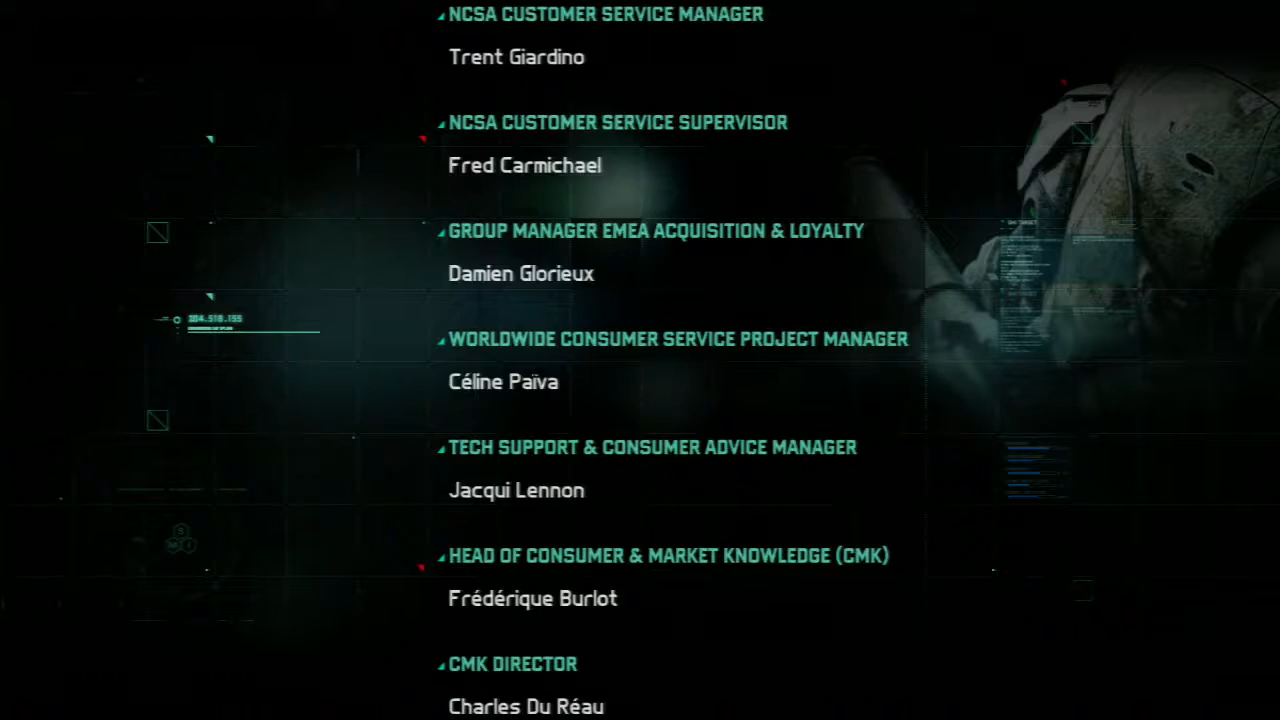 NCSA CUSTOMER SERVICE MANAGER
Trent Giardino
NCSA CUSTOMER SERVICE SUPERVISOR
Fred Carmichael
GROUP MANAGER EMEA ACQUISITION & LOYALTY
Damien Glorieux
WORLDWIDE CONSUMER SERVICE PROJECT MANAGER
Céline Païva
TECH SUPPORT & CONSUMER ADVICE MANAGER
Jacqui Lennon
HEAD OF CONSUMER & MARKET KNOWLEDGE (CMK)
Frédérique Burlot
CMK DIRECTOR
Charles Du Réau